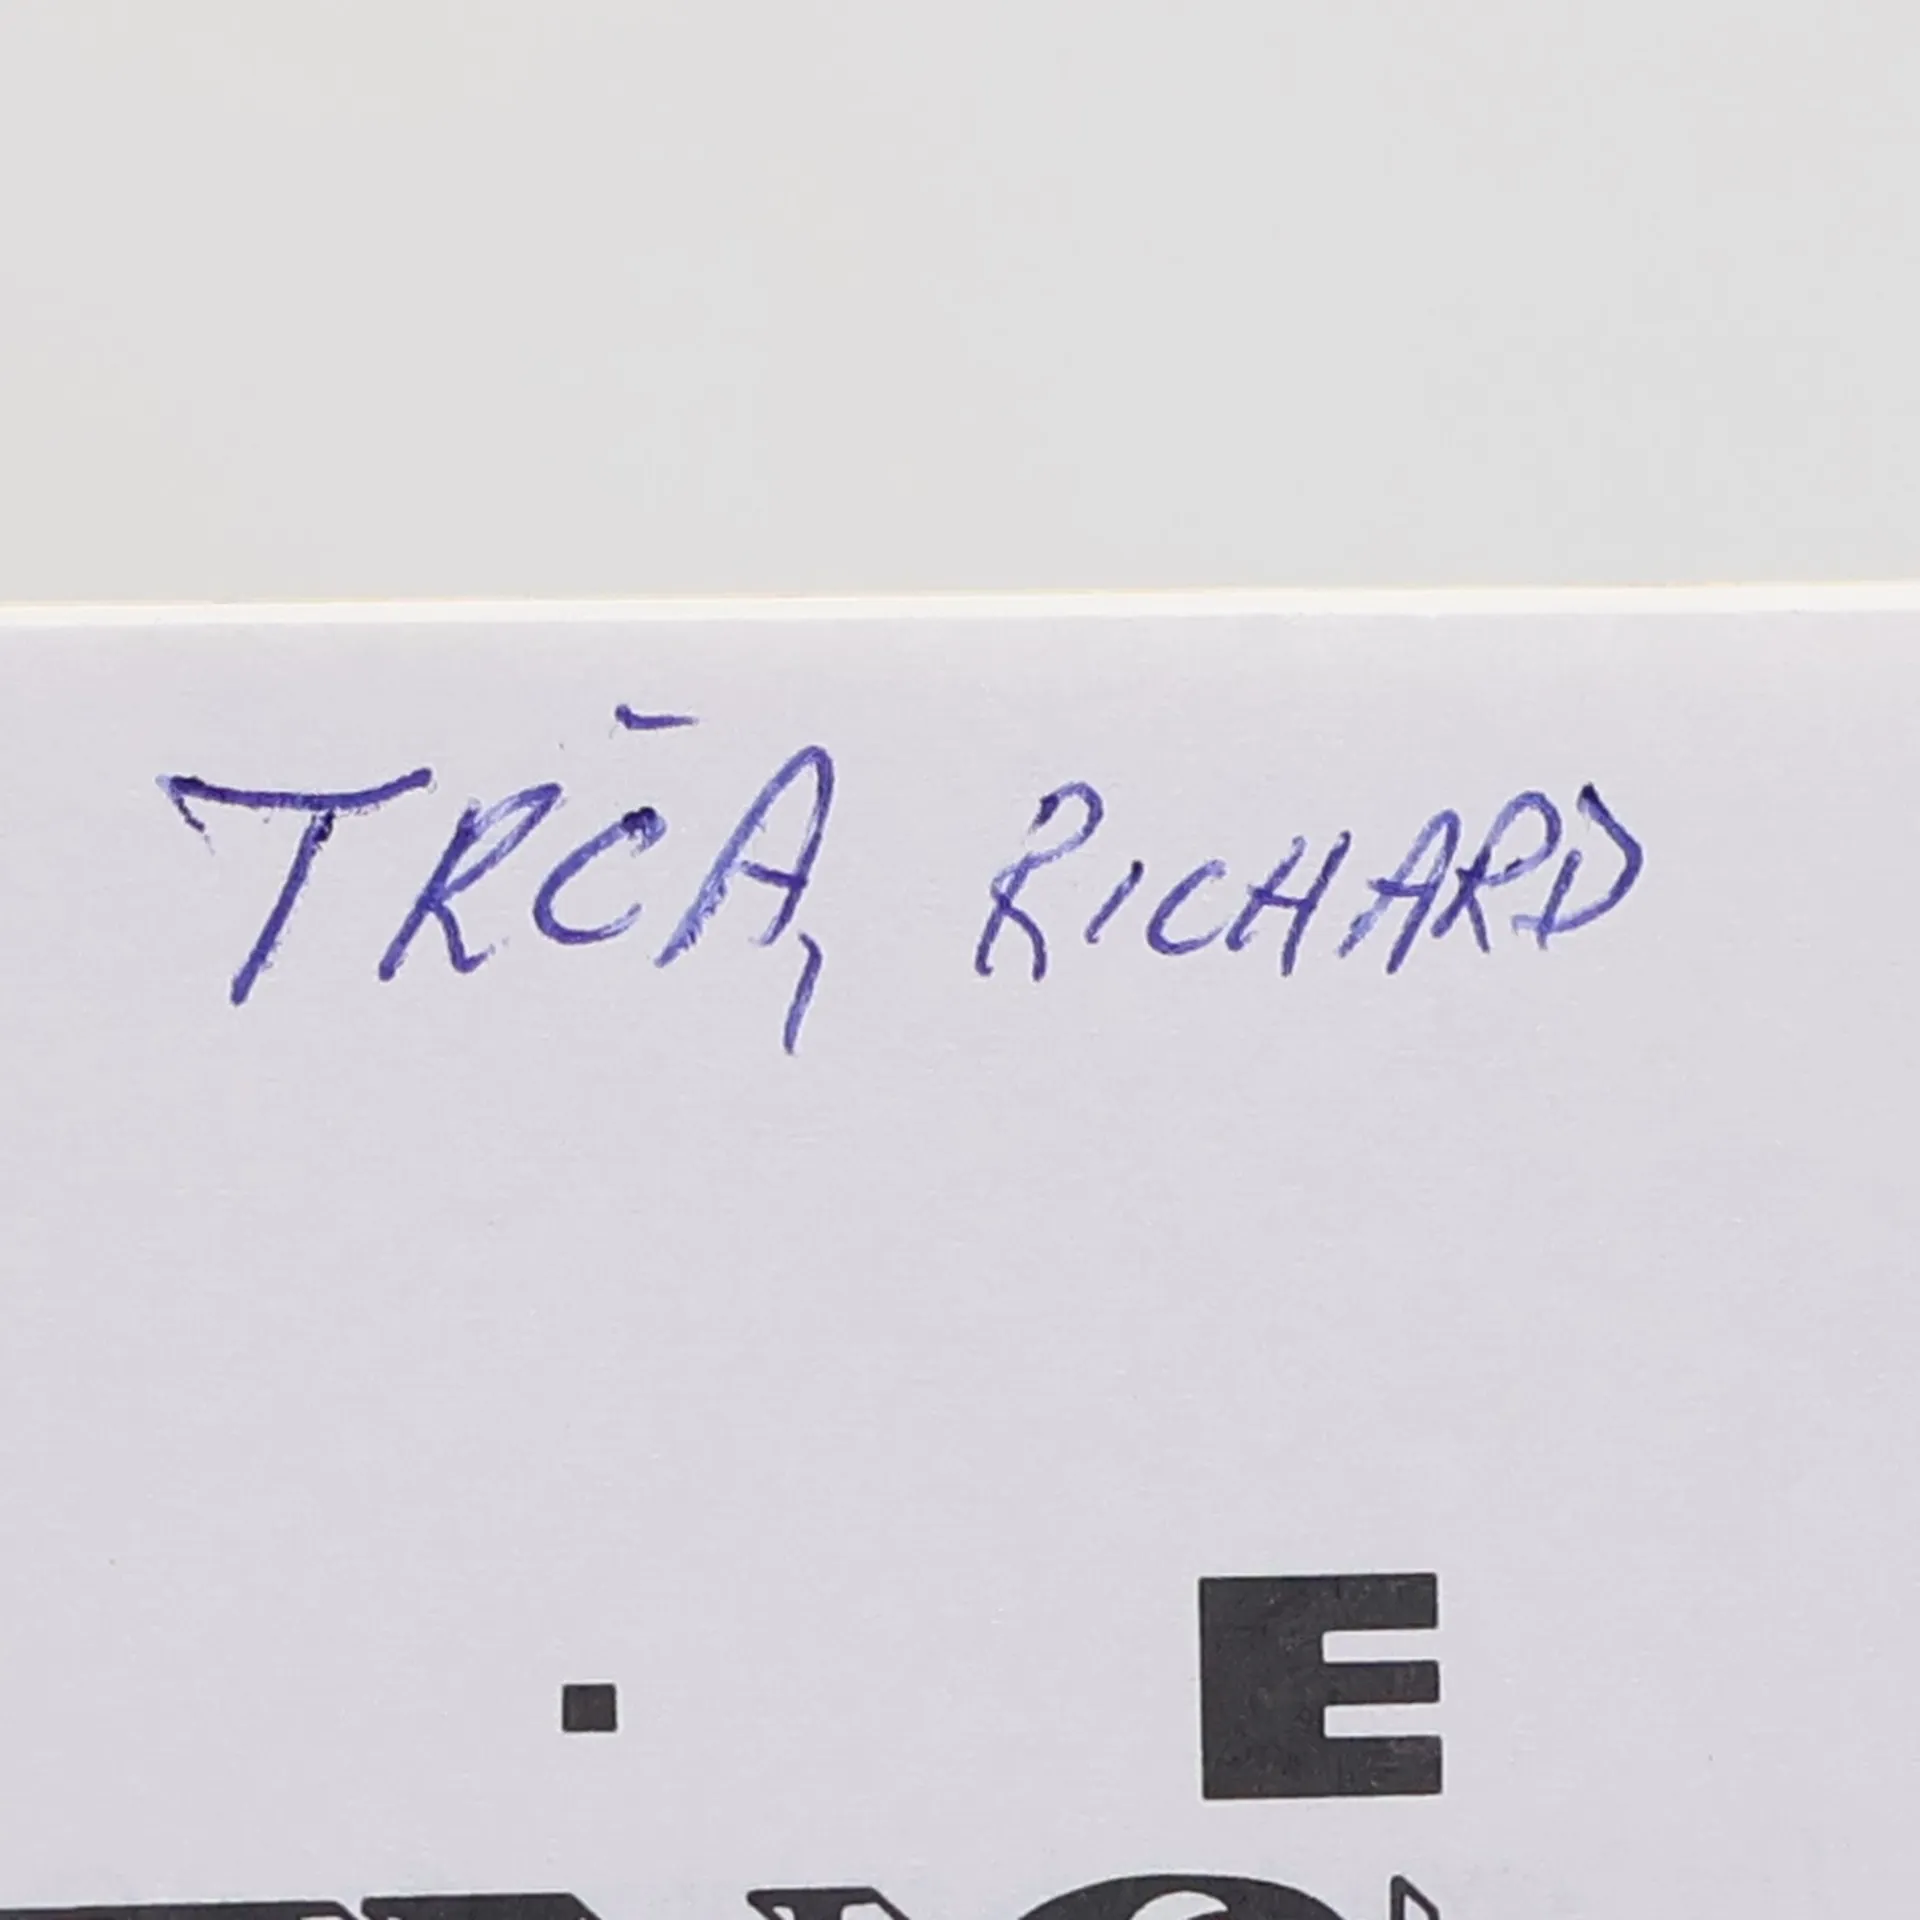 TRČA, RICHARD
. E